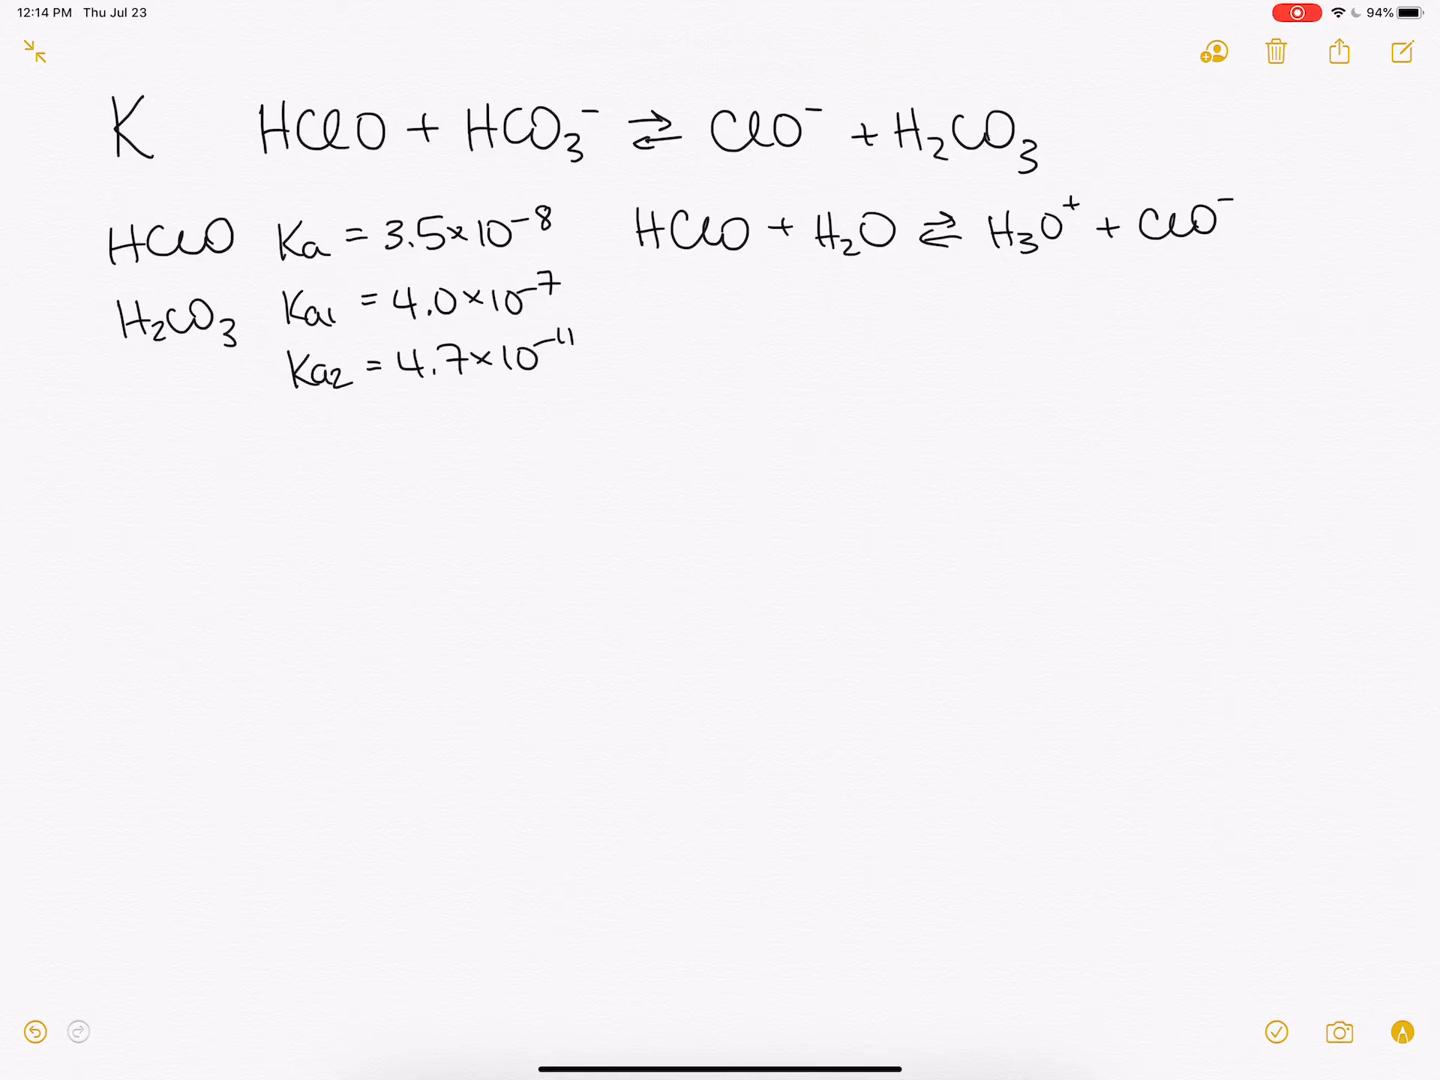 12:14 PM Thu Jul 23 94%
K HClO + HCO₃⁻ ⇌ ClO⁻ + H₂CO₃
HClO Ka = 3.5×10⁻⁸ HClO + H₂O ⇌ H₃O⁺ + ClO⁻
H₂CO₃ Ka₁ = 4.0×10⁻⁷
Ka₂ = 4.7×10⁻¹¹